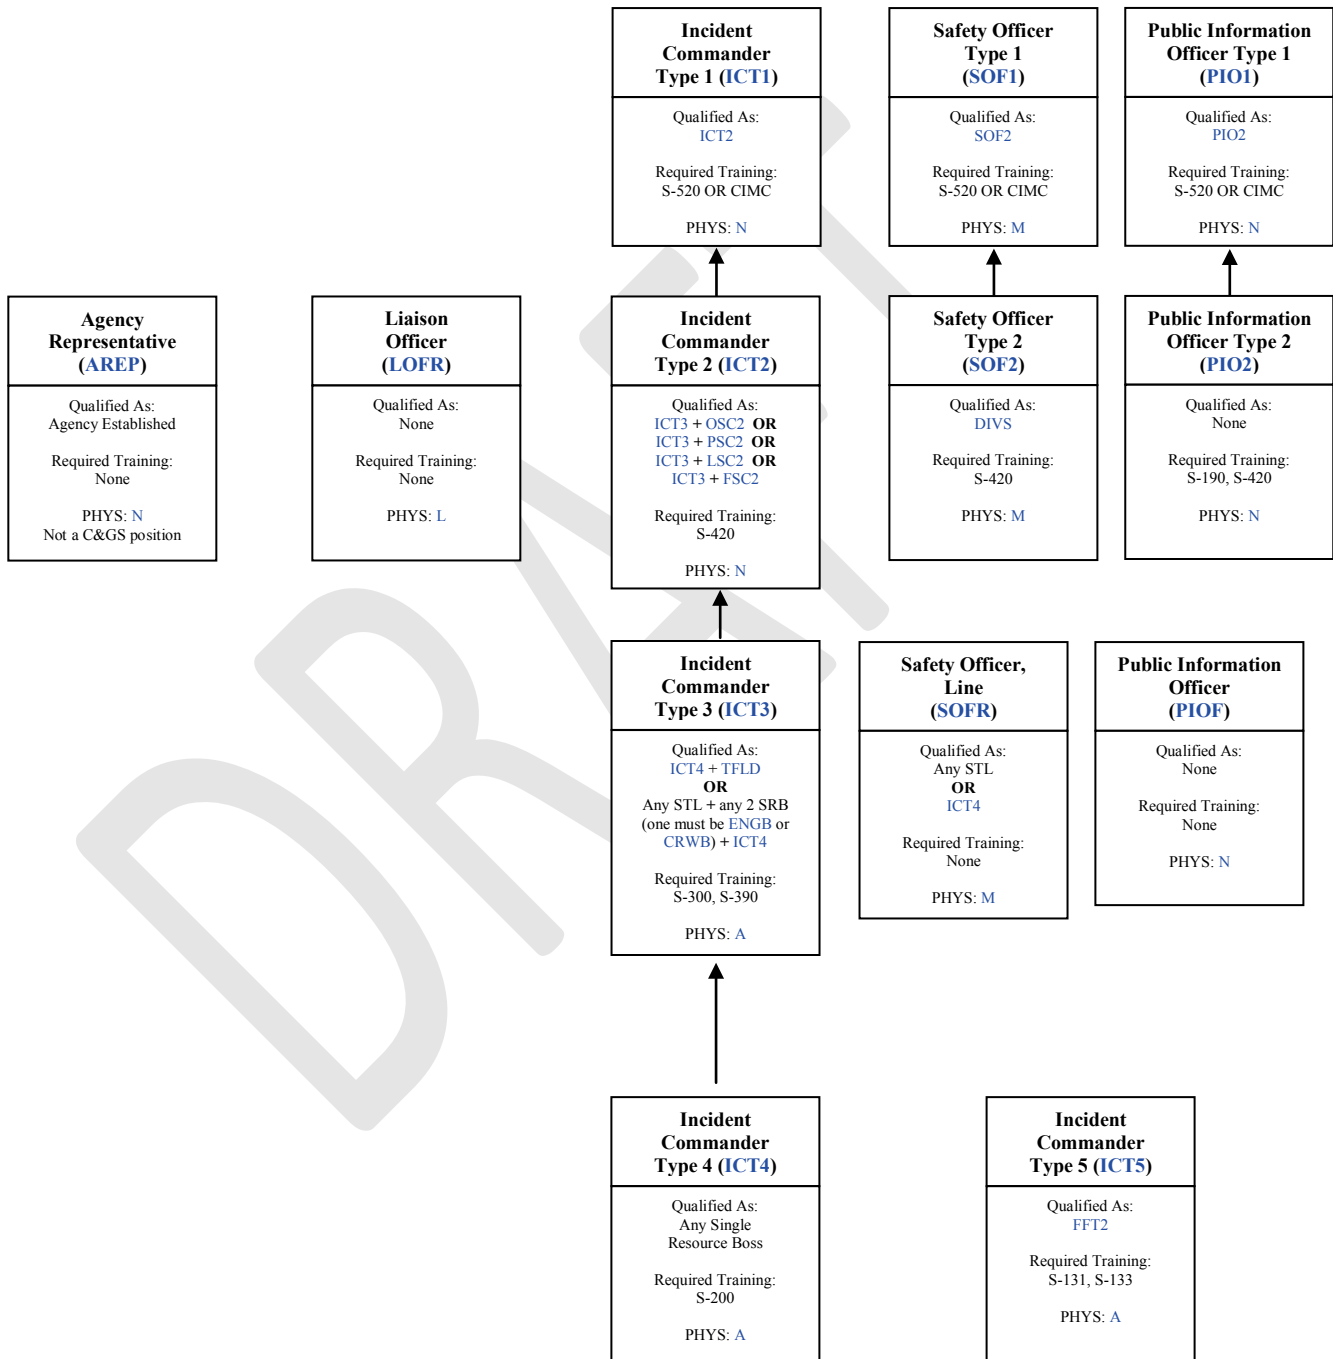 Incident
Commander
Type 1 (ICT1)
Qualified As:
ICT2
Required Training:
S-520 OR CIMC
PHYS: N
Safety Officer
Type 1
(SOF1)
Qualified As:
SOF2
Required Training:
S-520 OR CIMC
PHYS: M
Public Information
Officer Type 1
(PIO1)
Qualified As:
PIO2
Required Training:
S-520 OR CIMC
PHYS: N
Agency
Representative
(AREP)
Qualified As:
Agency Established
Required Training:
None
PHYS: N
Not a C&GS position
Liaison
Officer
(LOFR)
Qualified As:
None
Required Training:
None
PHYS: L
Incident
Commander
Type 2 (ICT2)
Qualified As:
ICT3 + OSC2 OR
ICT3 + PSC2 OR
ICT3 + LSC2 OR
ICT3 + FSC2
Required Training:
S-420
PHYS: N
Safety Officer
Type 2
(SOF2)
Qualified As:
DIVS
Required Training:
S-420
PHYS: M
Public Information
Officer Type 2
(PIO2)
Qualified As:
None
Required Training:
S-190, S-420
PHYS: N
Incident
Commander
Type 3 (ICT3)
Qualified As:
ICT4 + TFLD
OR
Any STL + any 2 SRB
(one must be ENGB or
CRWB) + ICT4
Required Training:
S-300, S-390
PHYS: A
Safety Officer,
Line
(SOFR)
Qualified As:
Any STL
OR
ICT4
Required Training:
None
PHYS: M
Public Information
Officer
(PIOF)
Qualified As:
None
Required Training:
None
PHYS: N
Incident
Commander
Type 4 (ICT4)
Qualified As:
Any Single
Resource Boss
Required Training:
S-200
PHYS: A
Incident
Commander
Type 5 (ICT5)
Qualified As:
FFT2
Required Training:
S-131, S-133
PHYS: A
DRAFT